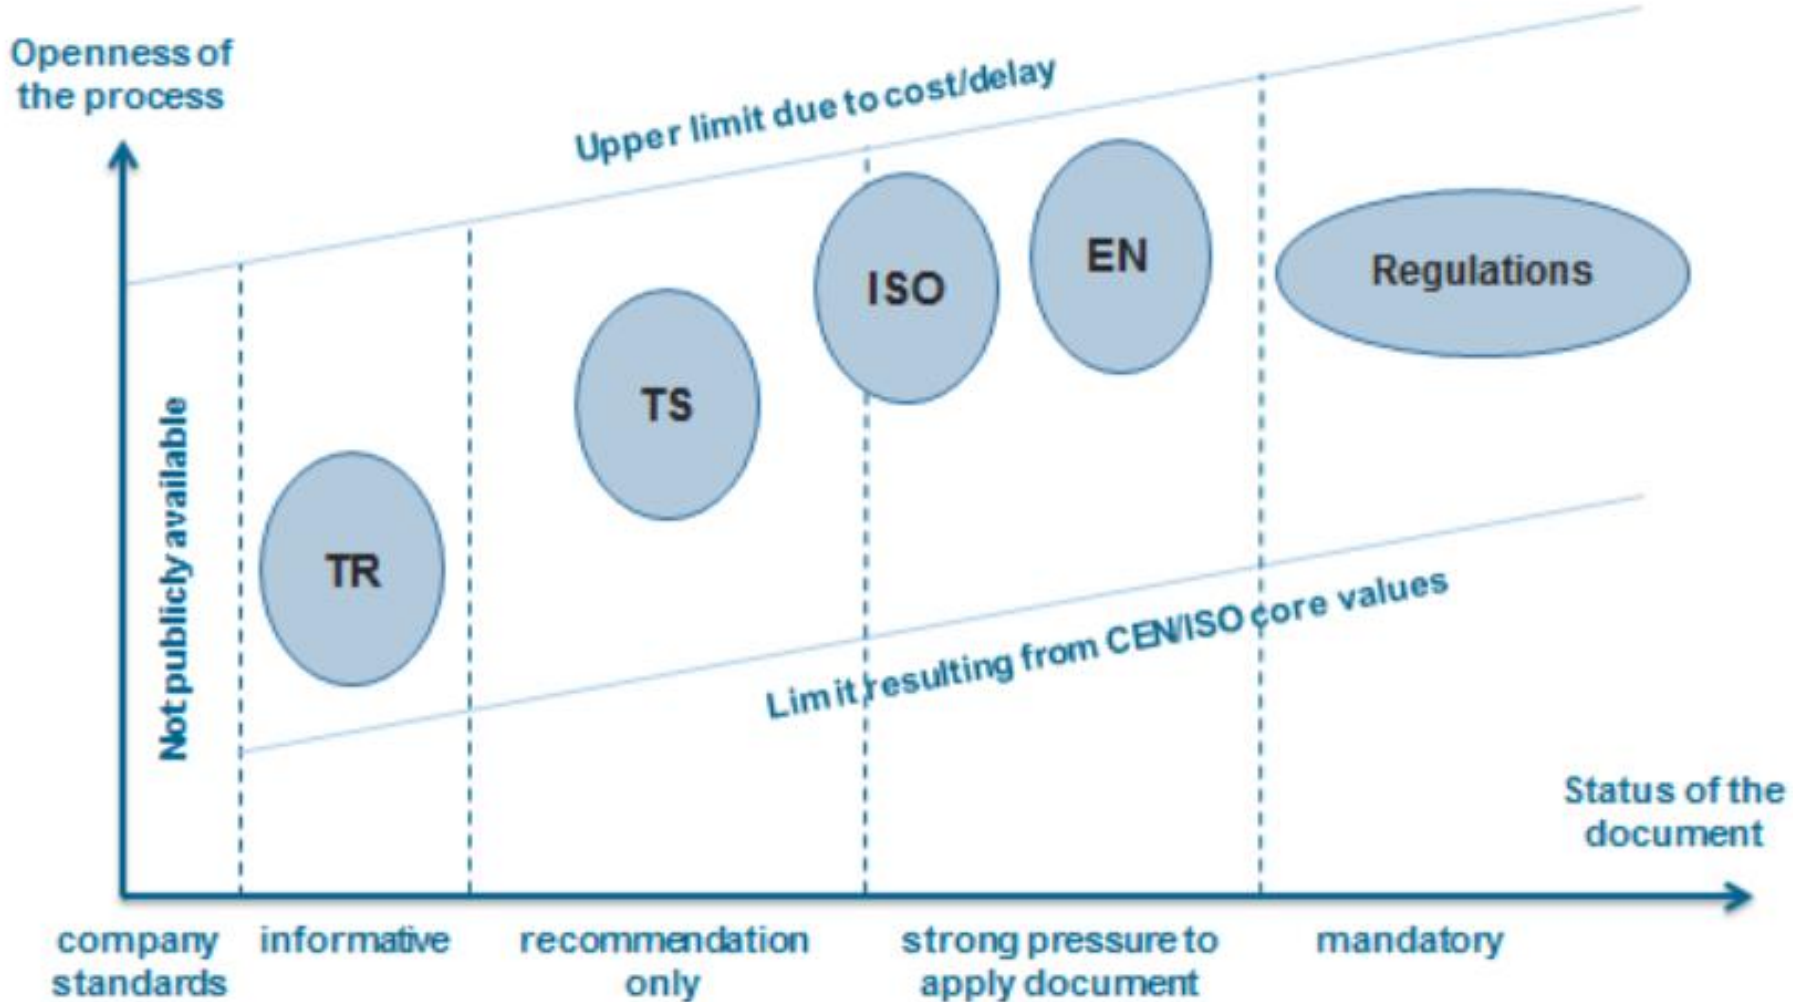 Openness of
the process
Upper limit due to cost/delay
Not publicly available
TR
TS
ISO
EN
Regulations
Limit resulting from CEN/ISO core values
Status of the
document
company
standards
informative
recommendation
only
strong pressure to
apply document
mandatory